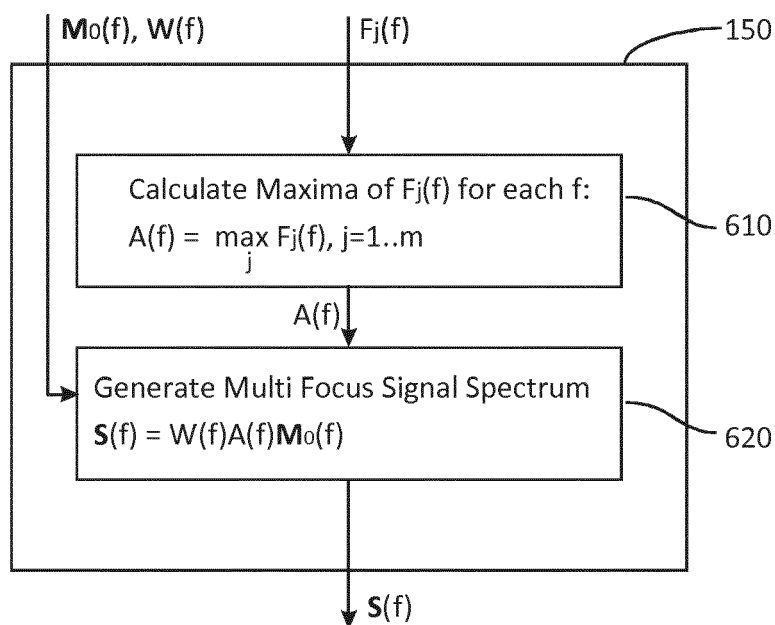 M0(f), W(f)
Fj(f)
150
Calculate Maxima of Fj(f) for each f:
A(f) = max Fj(f), j=1..m
j
610
A(f)
Generate Multi Focus Signal Spectrum
S(f) = W(f)A(f)M0(f)
620
S(f)